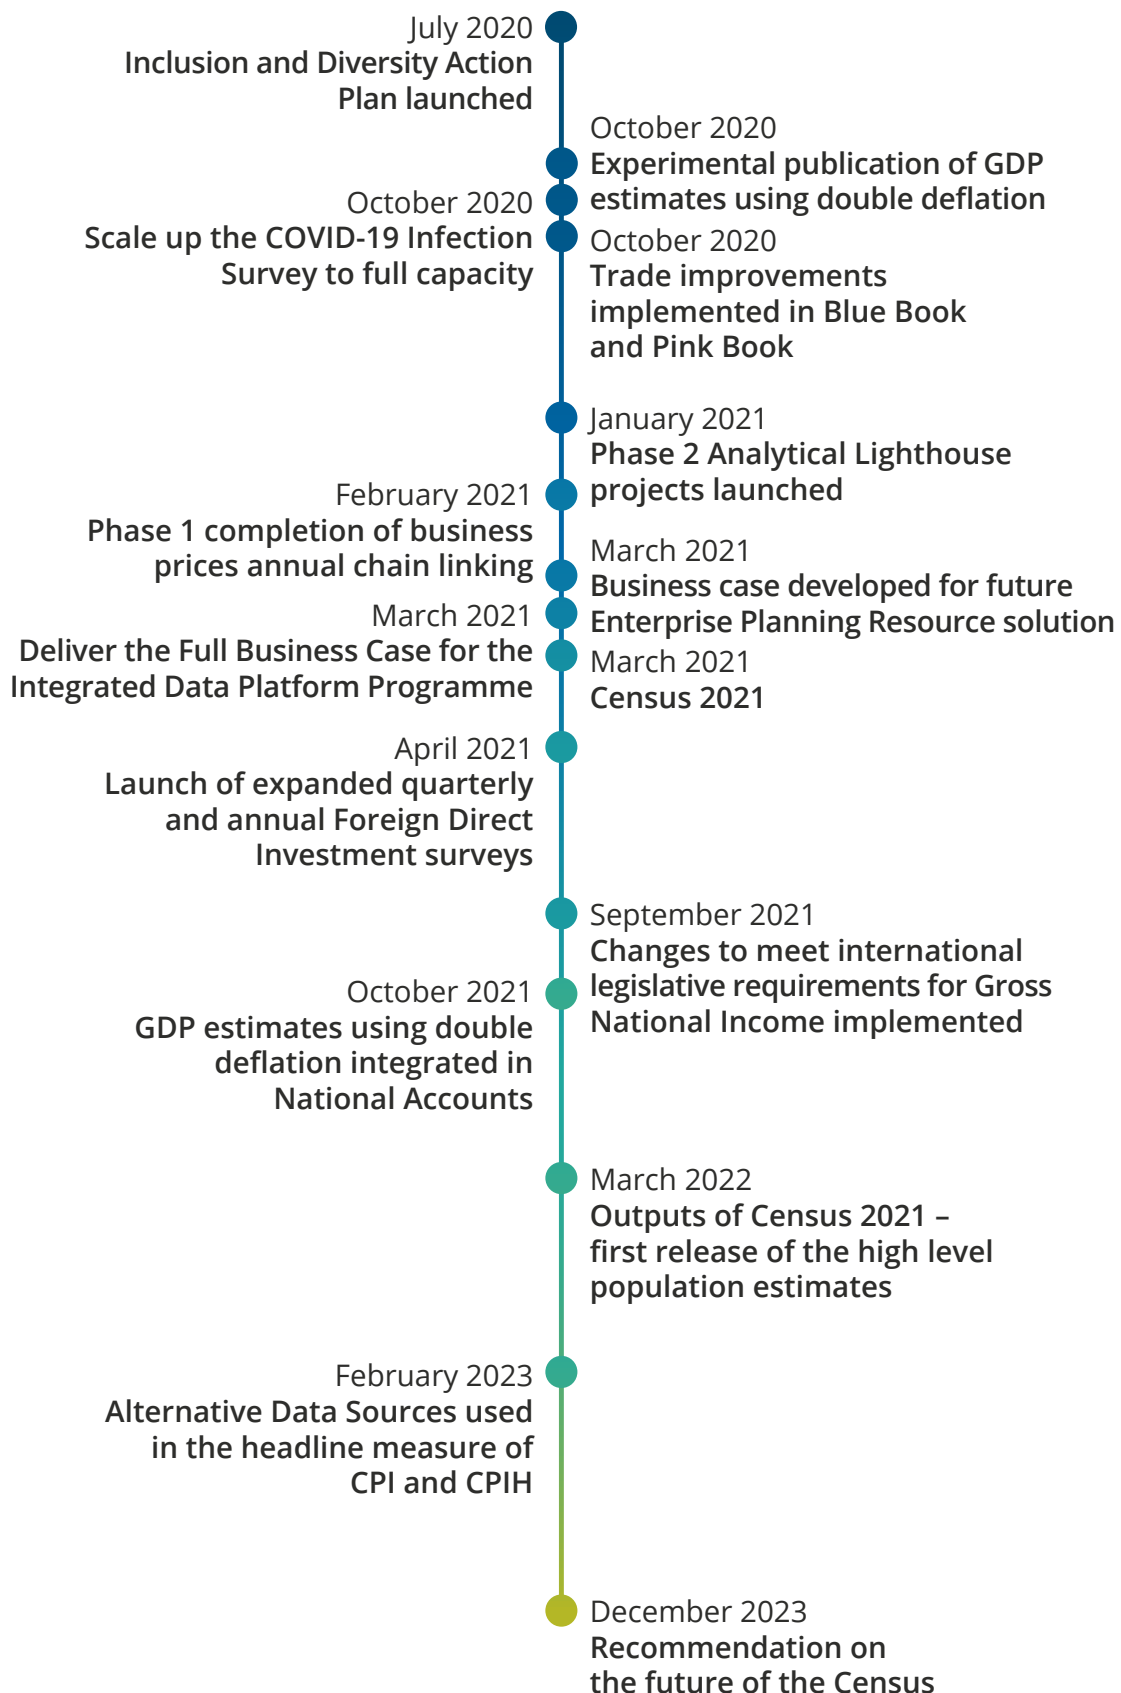 July 2020
Inclusion and Diversity Action
Plan launched
October 2020
Experimental publication of GDP
estimates using double deflation
October 2020
Scale up the COVID-19 Infection
Survey to full capacity
October 2020
Trade improvements
implemented in Blue Book
and Pink Book
January 2021
Phase 2 Analytical Lighthouse
projects launched
February 2021
Phase 1 completion of business
prices annual chain linking
March 2021
Business case developed for future
Enterprise Planning Resource solution
March 2021
Deliver the Full Business Case for the
Integrated Data Platform Programme
March 2021
Census 2021
April 2021
Launch of expanded quarterly
and annual Foreign Direct
Investment surveys
September 2021
Changes to meet international
legislative requirements for Gross
National Income implemented
October 2021
GDP estimates using double
deflation integrated in
National Accounts
March 2022
Outputs of Census 2021 –
first release of the high level
population estimates
February 2023
Alternative Data Sources used
in the headline measure of
CPI and CPIH
December 2023
Recommendation on
the future of the Census